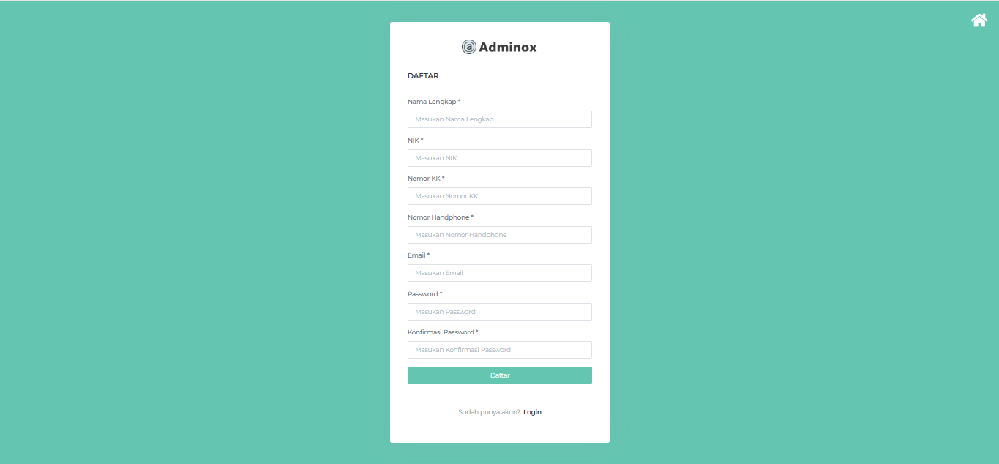 a Adminox
DAFTAR
Nama Lengkap *
Masukan Nama Lengkap
NIK *
Masukan NIK
Nomor KK *
Masukan Nomor KK
Nomor Handphone *
Masukan Nomor Handphone
Email *
Masukan Email
Password *
Masukan Password
Konfirmasi Password *
Masukan Konfirmasi Password
Daftar
Sudah punya akun? Login